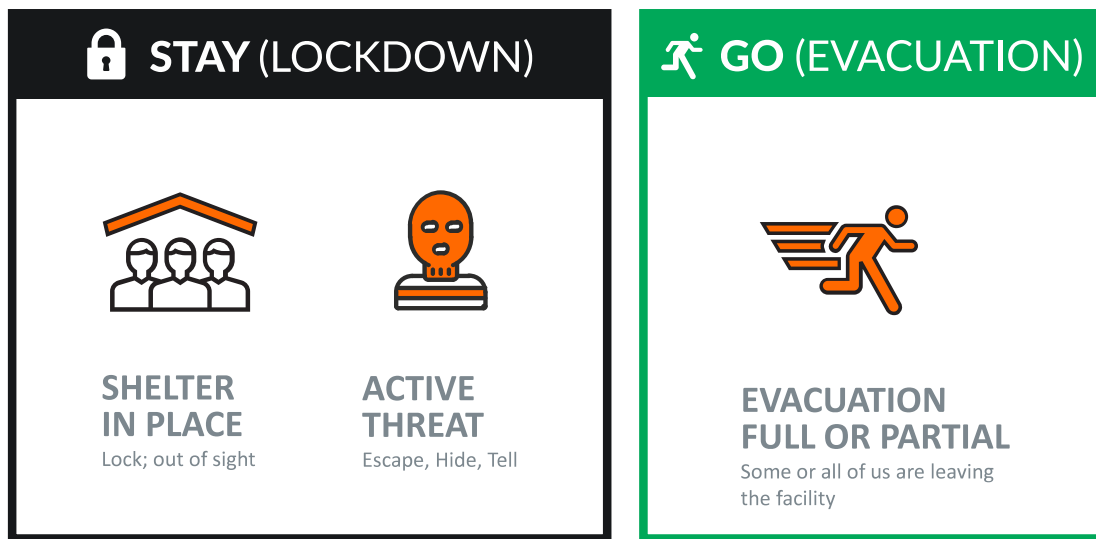 STAY (LOCKDOWN)
SHELTER
IN PLACE
Lock; out of sight
ACTIVE
THREAT
Escape, Hide, Tell
GO (EVACUATION)
EVACUATION
FULL OR PARTIAL
Some or all of us are leaving
the facility